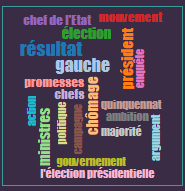 chef de l'Etat
mouvement
élection
résultat
président
enquête
gauche
promesses
chefs
chômage
action
ministres
politique
campagne
quinquennat
ambition
majorité
argument
gouvernement
l'élection présidentielle